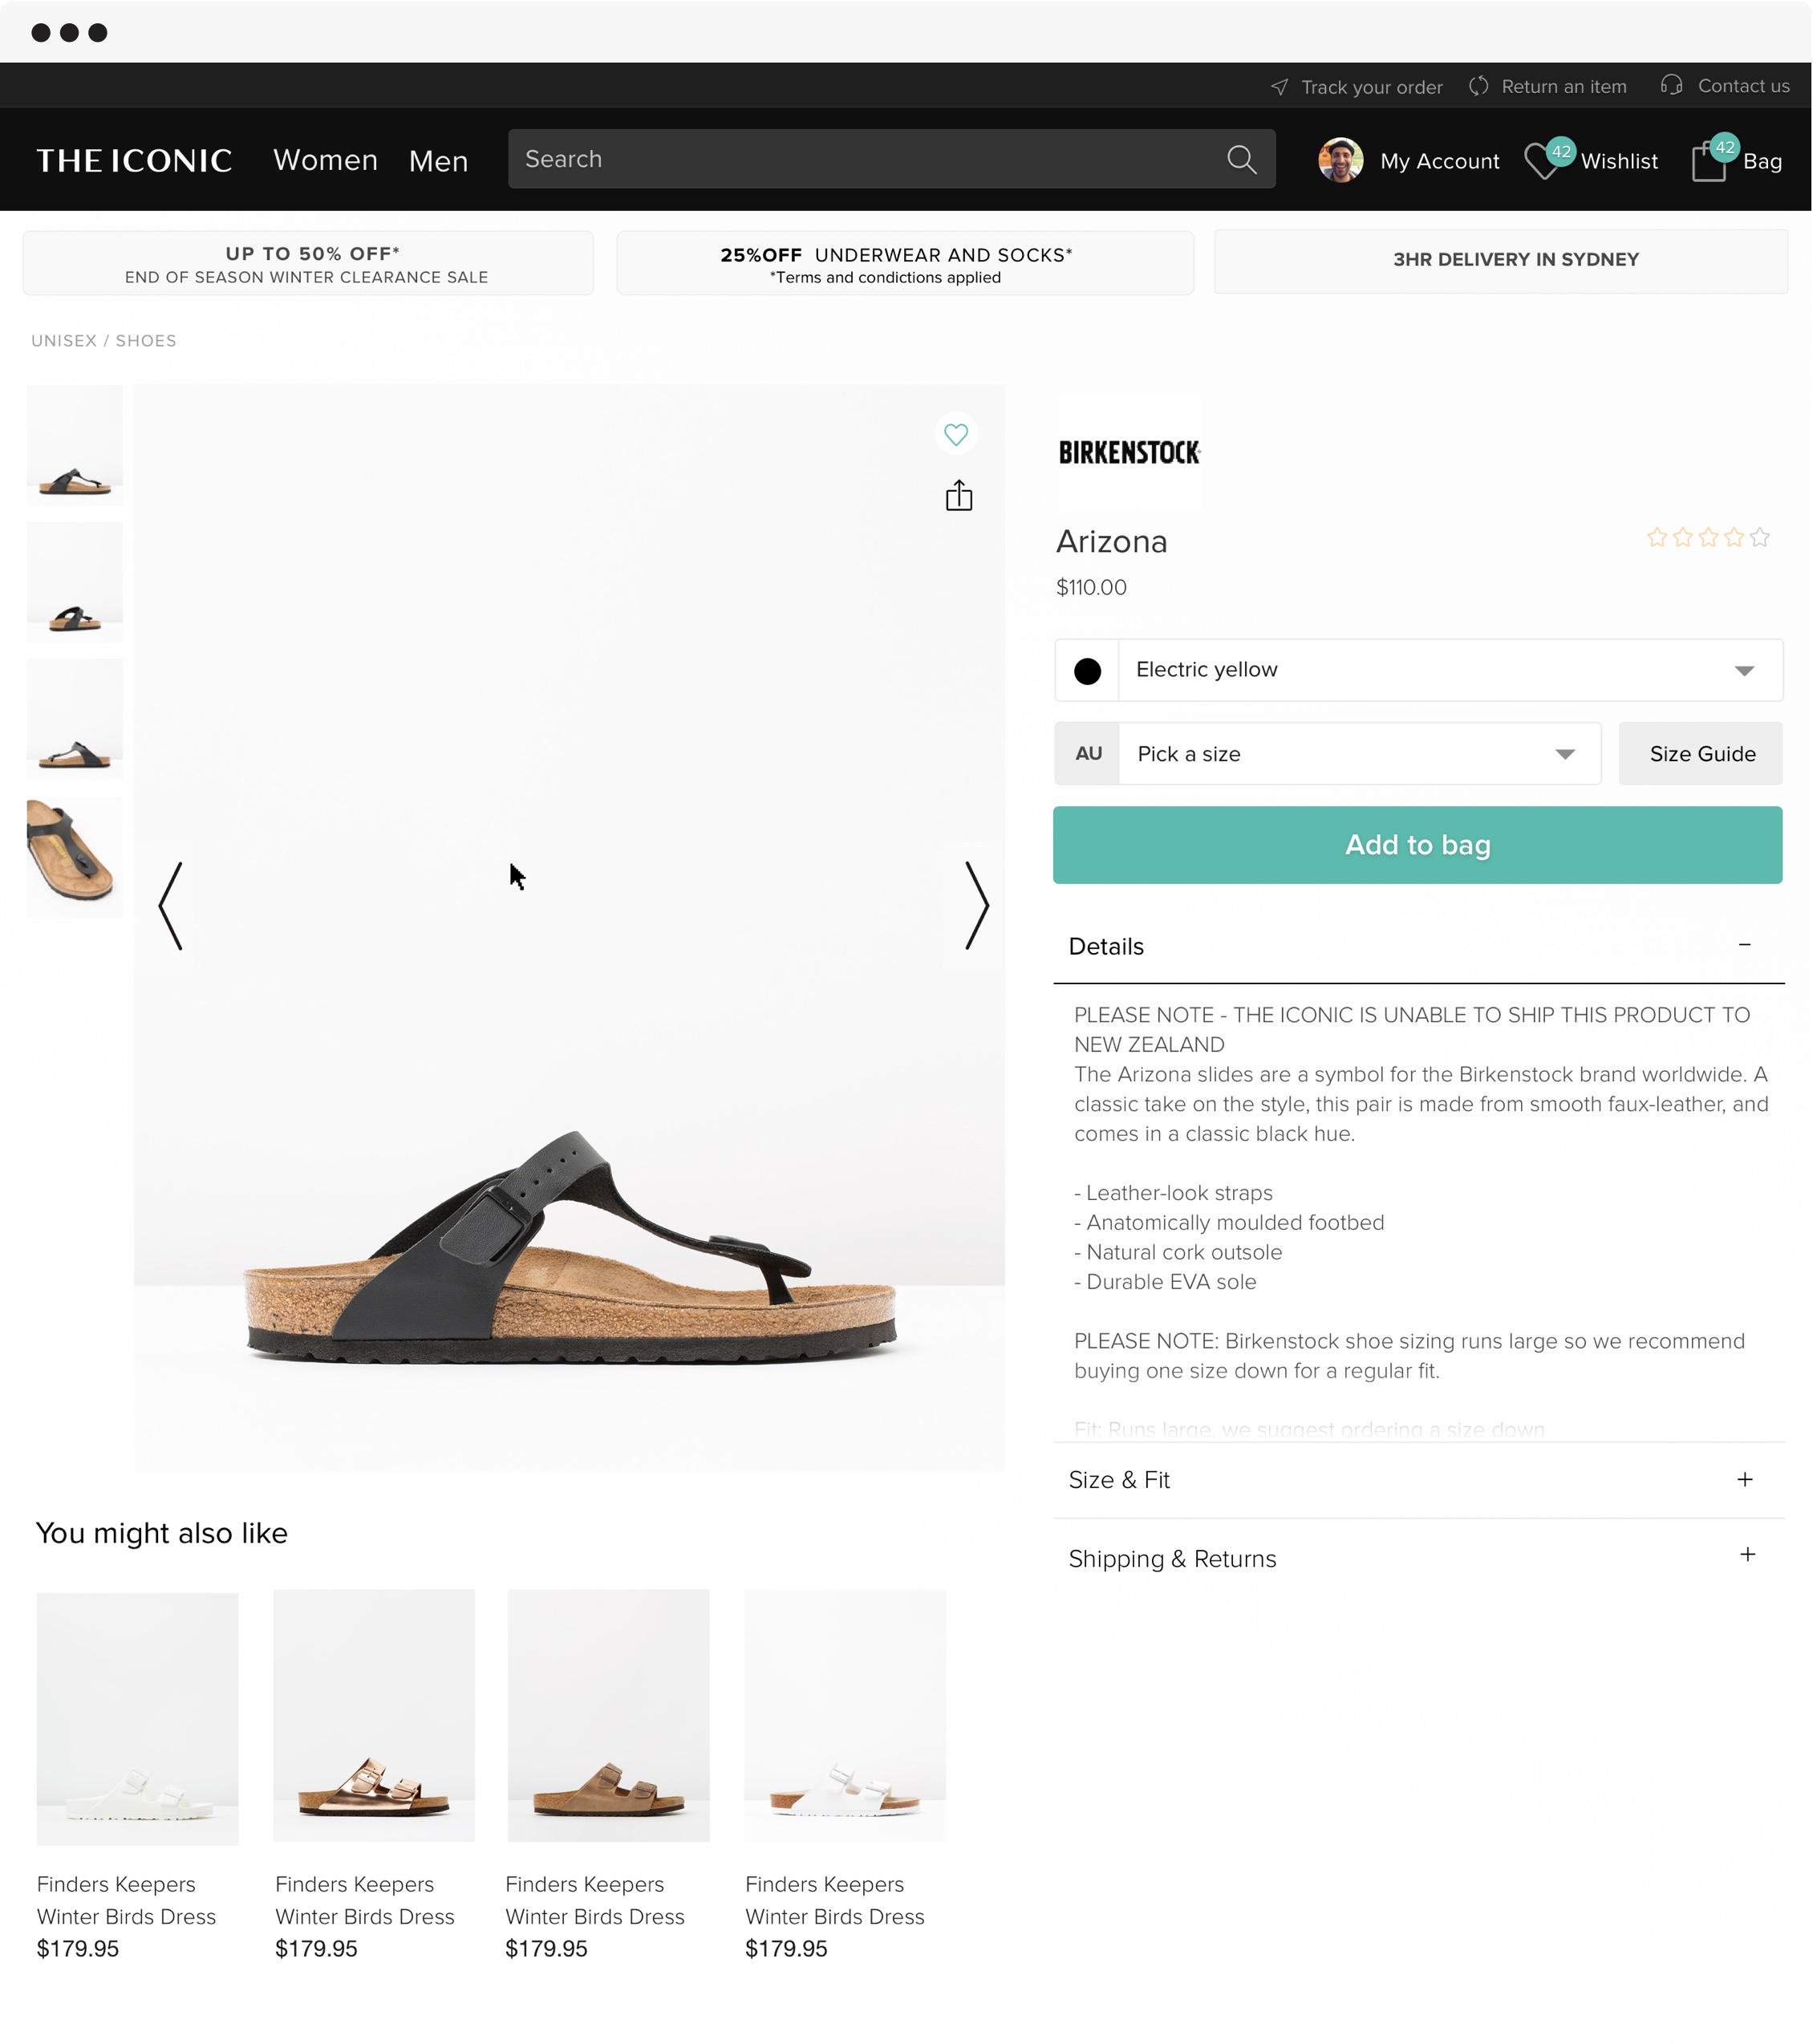 Track your order
Return an item
Contact us
THE ICONIC
Women
Men
Search
My Account
42
Wishlist
42
Bag
UP TO 50% OFF*
END OF SEASON WINTER CLEARANCE SALE
25%OFF UNDERWEAR AND SOCKS*
*Terms and condictions applied
3HR DELIVERY IN SYDNEY
UNISEX / SHOES
BIRKENSTOCK
Arizona
$110.00
Electric yellow
AU
Pick a size
Size Guide
Add to bag
Details
PLEASE NOTE - THE ICONIC IS UNABLE TO SHIP THIS PRODUCT TO
NEW ZEALAND
The Arizona slides are a symbol for the Birkenstock brand worldwide. A
classic take on the style, this pair is made from smooth faux-leather, and
comes in a classic black hue.
- Leather-look straps
- Anatomically moulded footbed
- Natural cork outsole
- Durable EVA sole
PLEASE NOTE: Birkenstock shoe sizing runs large so we recommend
buying one size down for a regular fit.
Fit: Runs large, we suggest ordering a size down
Size & Fit
Shipping & Returns
You might also like
Finders Keepers
Winter Birds Dress
$179.95
Finders Keepers
Winter Birds Dress
$179.95
Finders Keepers
Winter Birds Dress
$179.95
Finders Keepers
Winter Birds Dress
$179.95